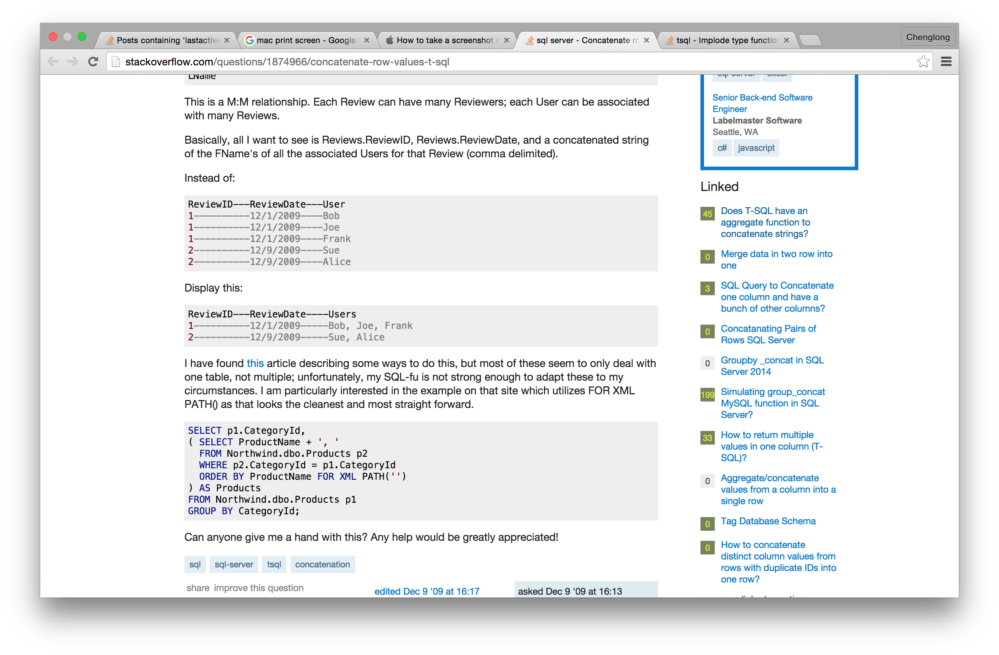 Posts containing 'lastactive
mac print screen - Google
How to take a screenshot
sql server - Concatenate ro
tsql - Implode type function
Chenglong
stackoverflow.com/questions/1874966/concatenate-row-values-t-sql
LName
This is a M:M relationship. Each Review can have many Reviewers; each User can be associated
with many Reviews.
Basically, all I want to see is Reviews.ReviewID, Reviews.ReviewDate, and a concatenated string
of the FName's of all the associated Users for that Review (comma delimited).
Instead of:
ReviewID---ReviewDate---User
1----------12/1/2009----Bob
1----------12/1/2009----Joe
1----------12/1/2009----Frank
2----------12/9/2009----Sue
2----------12/9/2009----Alice
Display this:
ReviewID---ReviewDate----Users
1----------12/1/2009-----Bob, Joe, Frank
2----------12/9/2009-----Sue, Alice
I have found this article describing some ways to do this, but most of these seem to only deal with
one table, not multiple; unfortunately, my SQL-fu is not strong enough to adapt these to my
circumstances. I am particularly interested in the example on that site which utilizes FOR XML
PATH() as that looks the cleanest and most straight forward.
SELECT p1.CategoryId,
( SELECT ProductName + ', '
FROM Northwind.dbo.Products p2
WHERE p2.CategoryId = p1.CategoryId
ORDER BY ProductName FOR XML PATH('')
) AS Products
FROM Northwind.dbo.Products p1
GROUP BY CategoryId;
Can anyone give me a hand with this? Any help would be greatly appreciated!
sql sql-server tsql concatenation
share improve this question
edited Dec 9 '09 at 16:17
asked Dec 9 '09 at 16:13
sql-server excel
Senior Back-end Software
Engineer
Labelmaster Software
Seattle, WA
c# javascript
Linked
45 Does T-SQL have an
aggregate function to
concatenate strings?
0 Merge data in two row into
one
3 SQL Query to Concatenate
one column and have a
bunch of other columns?
0 Concatanating Pairs of
Rows SQL Server
0 Groupby _concat in SQL
Server 2014
199 Simulating group_concat
MySQL function in SQL
Server?
33 How to return multiple
values in one column (T-
SQL)?
0 Aggregate/concatenate
values from a column into a
single row
0 Tag Database Schema
0 How to concatenate
distinct column values from
rows with duplicate IDs into
one row?